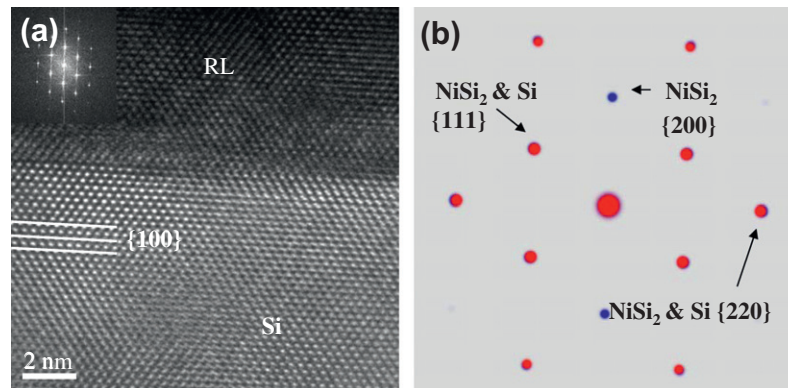 (a)
RL
{100}
Si
2 nm
(b)
NiSi2 & Si
{111}
NiSi2
{200}
NiSi2 & Si {220}